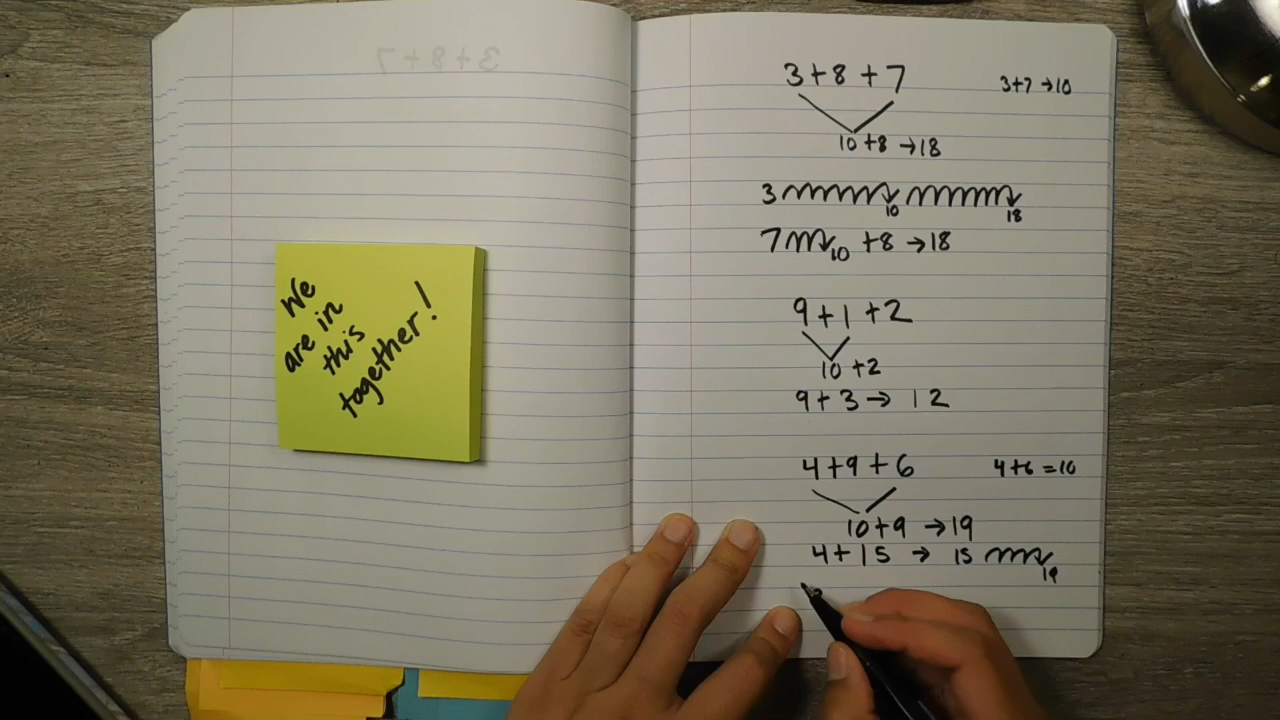 We
are in
this
together!
3+8+7
3+7→10
10+8→18
3 10 18
7 10 +8→18
9+1+2
10+2
9+3→12
4+9+6
4+6=10
10+9→19
4+15→15 19